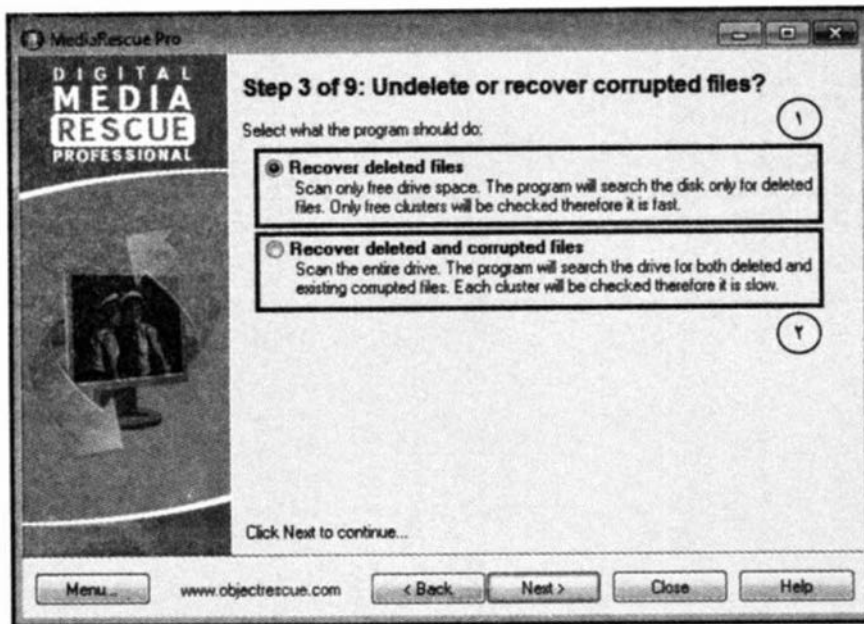 MediaRescue Pro
DIGITAL
MEDIA
RESCUE
PROFESSIONAL
Step 3 of 9: Undelete or recover corrupted files?
Select what the program should do:
۱
Recover deleted files
Scan only free drive space. The program will search the disk only for deleted
files. Only free clusters will be checked therefore it is fast.
Recover deleted and corrupted files
Scan the entire drive. The program will search the drive for both deleted and
existing corrupted files. Each cluster will be checked therefore it is slow.
۲
Click Next to continue...
Menu...
www.objectrescue.com
< Back
Next >
Close
Help